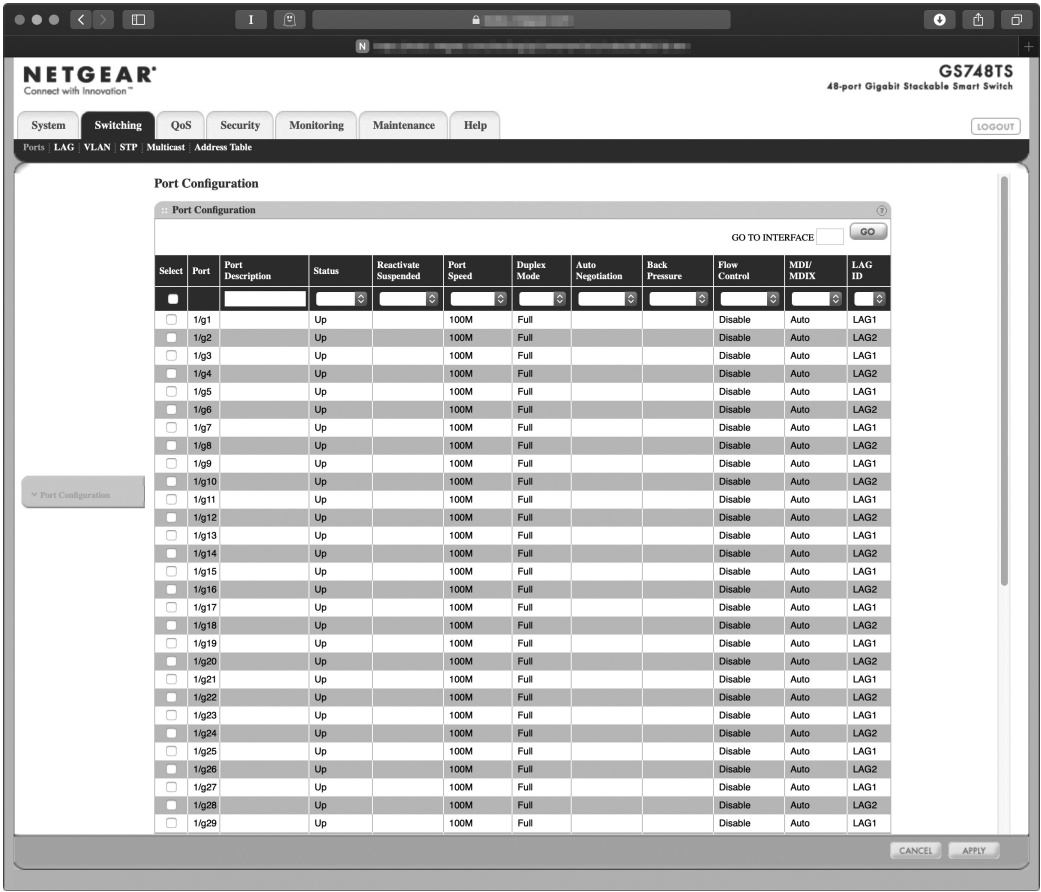 I
N
NETGEAR®
Connect with Innovation™
GS748TS
48-port Gigabit Stackable Smart Switch
System Switching QoS Security Monitoring Maintenance Help LOGOUT
Ports LAG VLAN STP Multicast Address Table
Port Configuration
Port Configuration ?
GO TO INTERFACE GO
Select Port Port Description Status Reactivate Suspended Port Speed Duplex Mode Auto Negotiation Back Pressure Flow Control MDI/ MDIX LAG ID
1/g1 Up 100M Full Disable Auto LAG1
1/g2 Up 100M Full Disable Auto LAG2
1/g3 Up 100M Full Disable Auto LAG1
1/g4 Up 100M Full Disable Auto LAG2
1/g5 Up 100M Full Disable Auto LAG1
1/g6 Up 100M Full Disable Auto LAG2
1/g7 Up 100M Full Disable Auto LAG1
1/g8 Up 100M Full Disable Auto LAG2
1/g9 Up 100M Full Disable Auto LAG1
1/g10 Up 100M Full Disable Auto LAG2
Port Configuration
1/g11 Up 100M Full Disable Auto LAG1
1/g12 Up 100M Full Disable Auto LAG2
1/g13 Up 100M Full Disable Auto LAG1
1/g14 Up 100M Full Disable Auto LAG2
1/g15 Up 100M Full Disable Auto LAG1
1/g16 Up 100M Full Disable Auto LAG2
1/g17 Up 100M Full Disable Auto LAG1
1/g18 Up 100M Full Disable Auto LAG2
1/g19 Up 100M Full Disable Auto LAG1
1/g20 Up 100M Full Disable Auto LAG2
1/g21 Up 100M Full Disable Auto LAG1
1/g22 Up 100M Full Disable Auto LAG2
1/g23 Up 100M Full Disable Auto LAG1
1/g24 Up 100M Full Disable Auto LAG2
1/g25 Up 100M Full Disable Auto LAG1
1/g26 Up 100M Full Disable Auto LAG2
1/g27 Up 100M Full Disable Auto LAG1
1/g28 Up 100M Full Disable Auto LAG2
1/g29 Up 100M Full Disable Auto LAG1
CANCEL APPLY